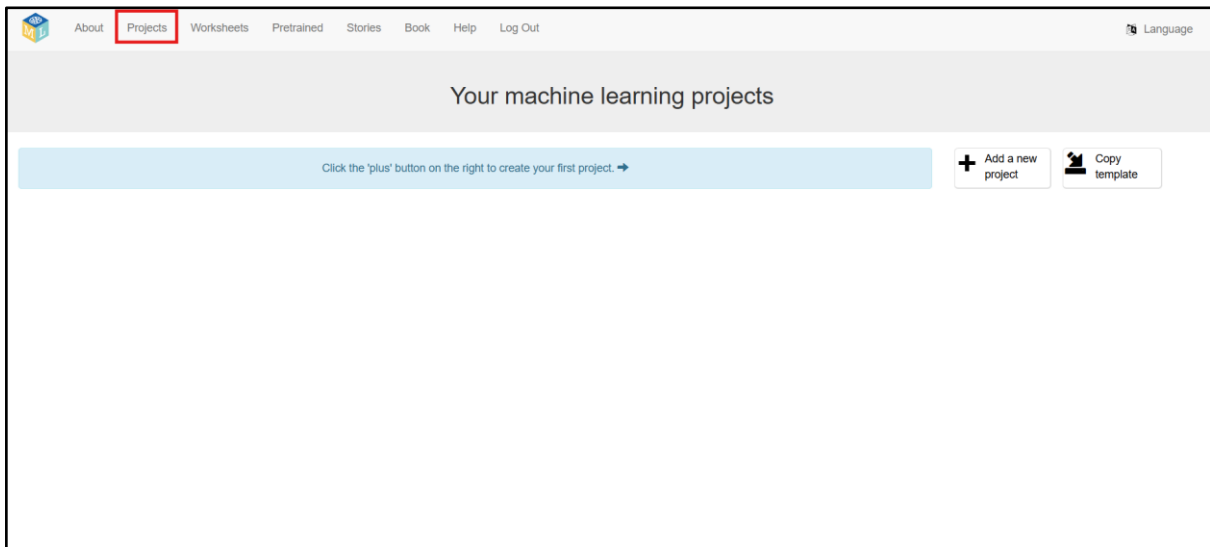 About Projects Worksheets Pretrained Stories Book Help Log Out Language
Your machine learning projects
Click the 'plus' button on the right to create your first project.
Add a new
project
Copy
template